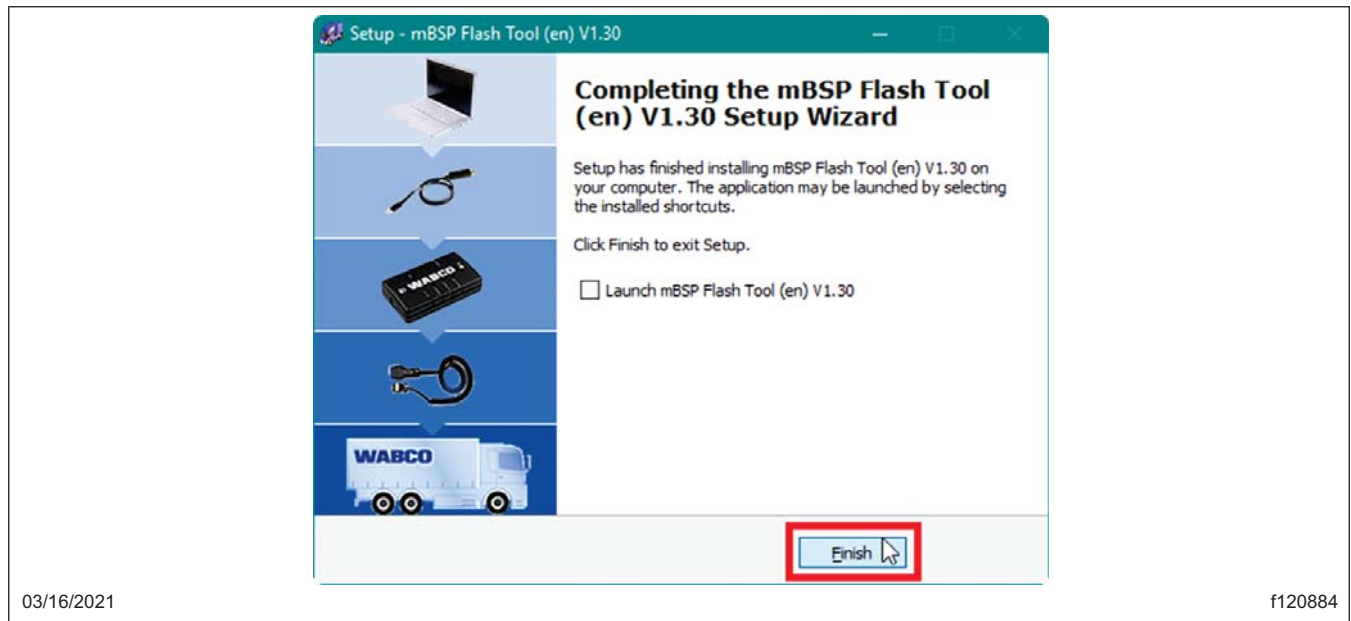 Setup - mBSP Flash Tool (en) V1.30
Completing the mBSP Flash Tool
(en) V1.30 Setup Wizard
Setup has finished installing mBSP Flash Tool (en) V1.30 on
your computer. The application may be launched by selecting
the installed shortcuts.
Click Finish to exit Setup.
Launch mBSP Flash Tool (en) V1.30
WABCO
WABCO
Finish
03/16/2021
f120884